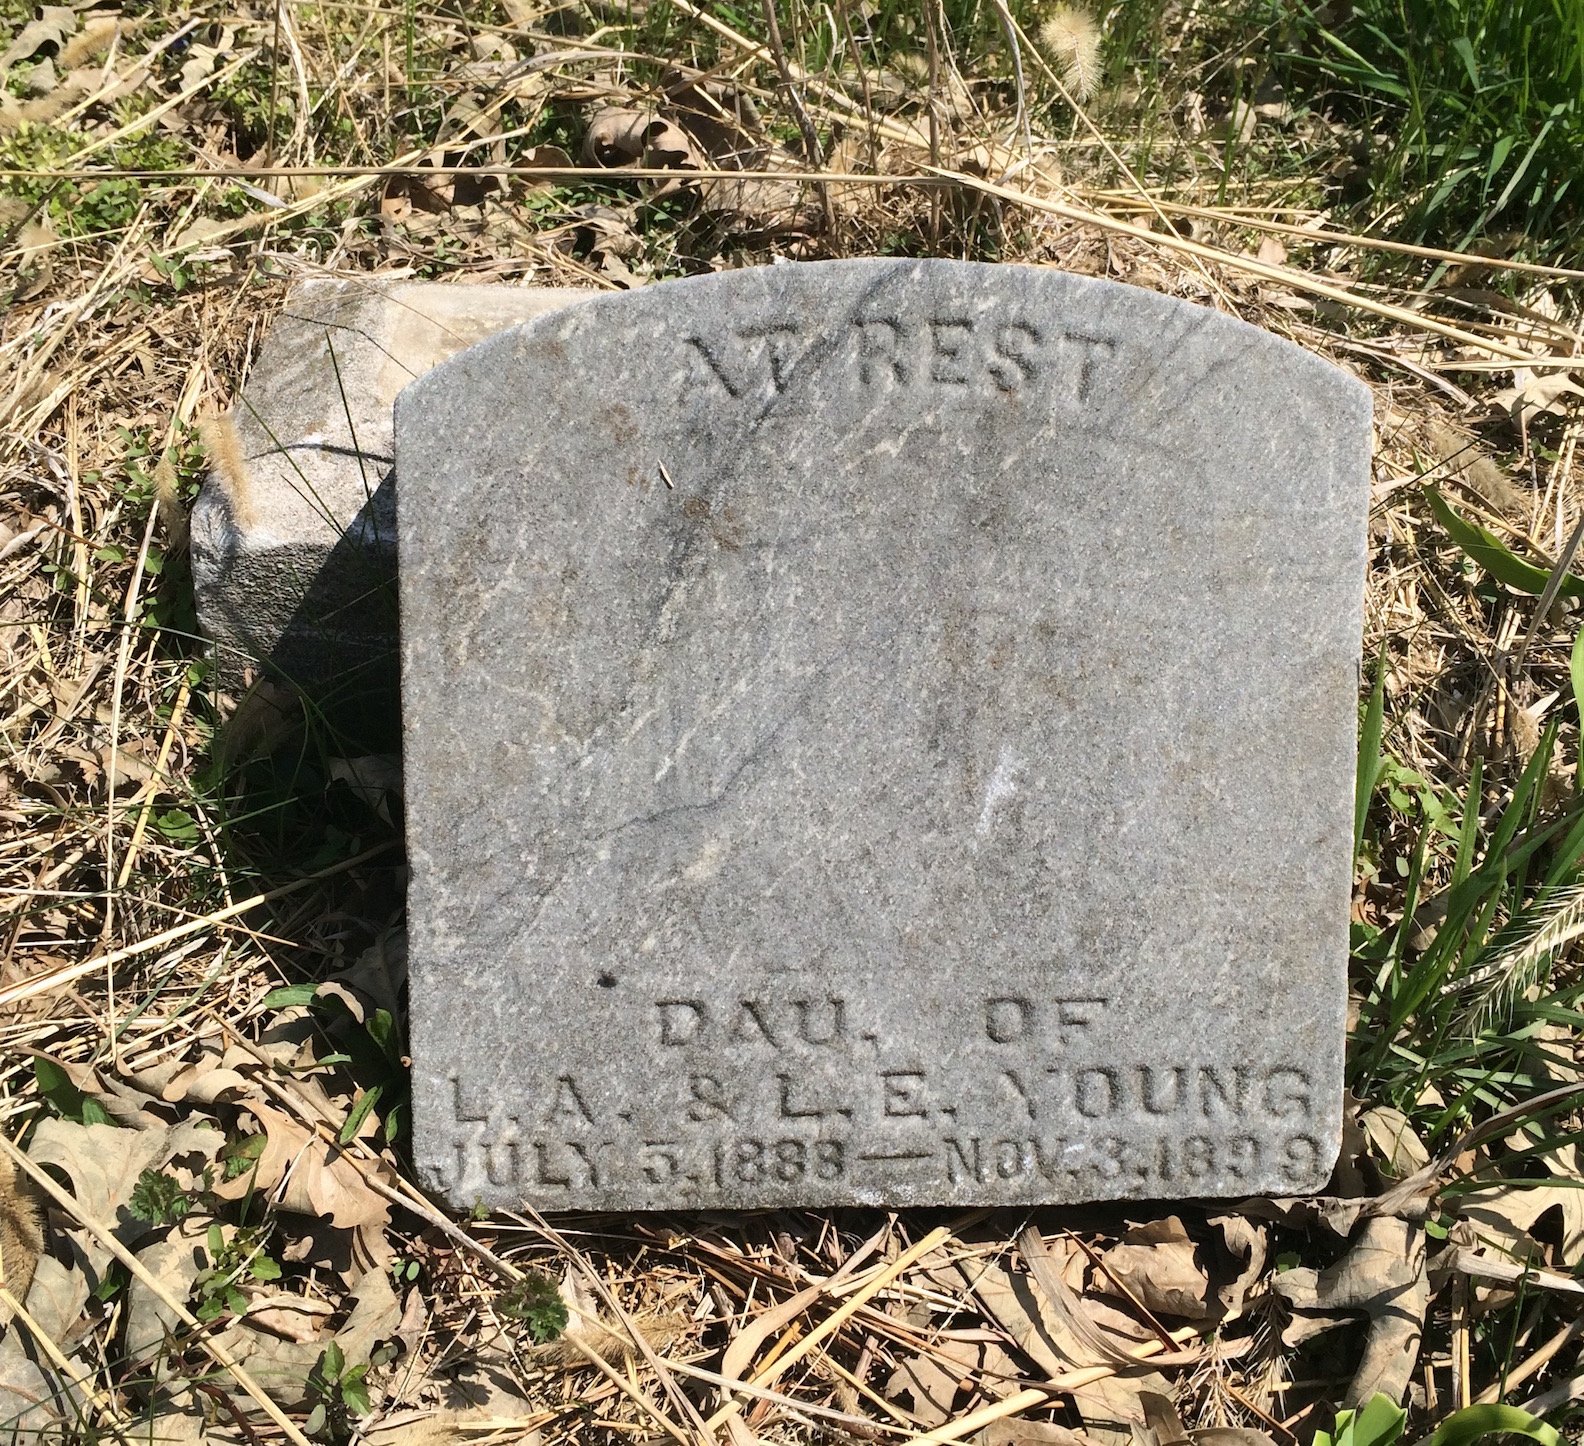 AT REST
DAU. OF
L. A. & L. E. YOUNG
JULY 5, 1888 — NOV. 3, 1899